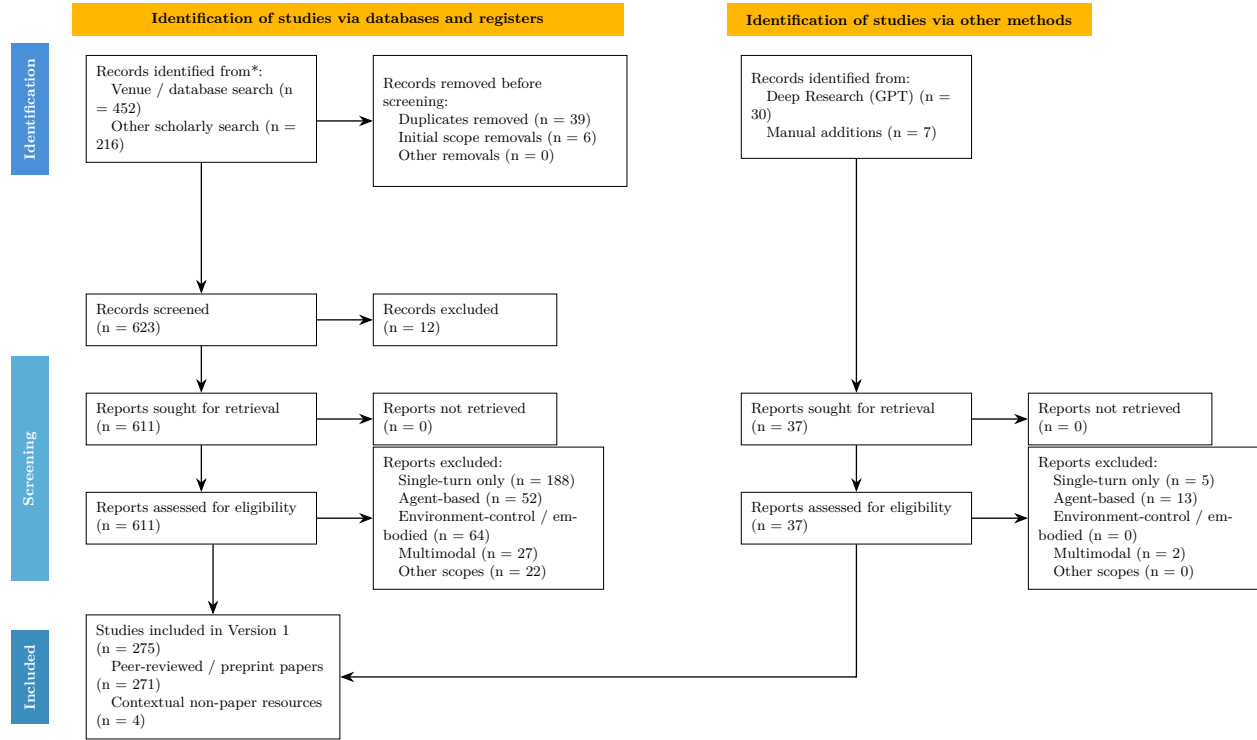 Identification of studies via databases and registers
Identification of studies via other methods
Identification
Records identified from*:
Venue / database search (n
= 452)
Other scholarly search (n =
216)
Records removed before
screening:
Duplicates removed (n = 39)
Initial scope removals (n = 6)
Other removals (n = 0)
Records identified from:
Deep Research (GPT) (n =
30)
Manual additions (n = 7)
Records screened
(n = 623)
Records excluded
(n = 12)
Screening
Reports sought for retrieval
(n = 611)
Reports not retrieved
(n = 0)
Reports sought for retrieval
(n = 37)
Reports not retrieved
(n = 0)
Reports assessed for eligibility
(n = 611)
Reports excluded:
Single-turn only (n = 188)
Agent-based (n = 52)
Environment-control / em-
bodied (n = 64)
Multimodal (n = 27)
Other scopes (n = 22)
Reports assessed for eligibility
(n = 37)
Reports excluded:
Single-turn only (n = 5)
Agent-based (n = 13)
Environment-control / em-
bodied (n = 0)
Multimodal (n = 2)
Other scopes (n = 0)
Included
Studies included in Version 1
(n = 275)
Peer-reviewed / preprint papers
(n = 271)
Contextual non-paper resources
(n = 4)